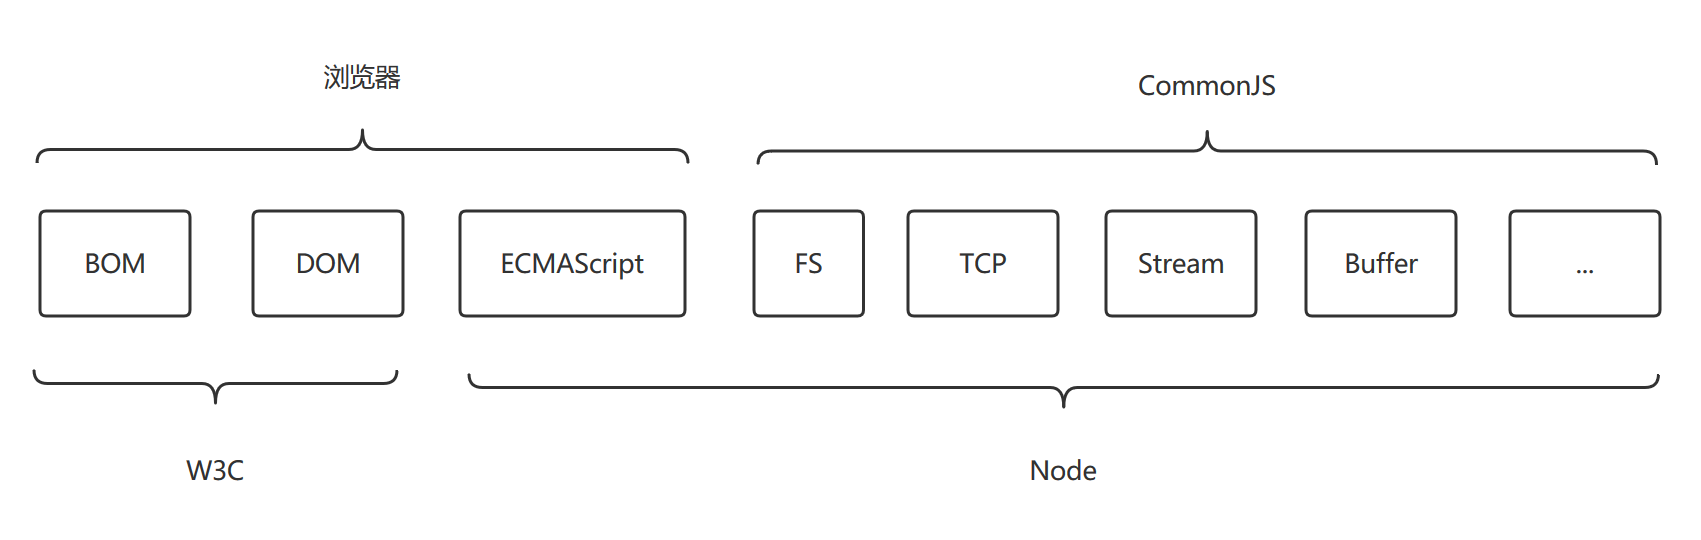 浏览器
CommonJS
BOM
DOM
ECMAScript
FS
TCP
Stream
Buffer
...
W3C
Node